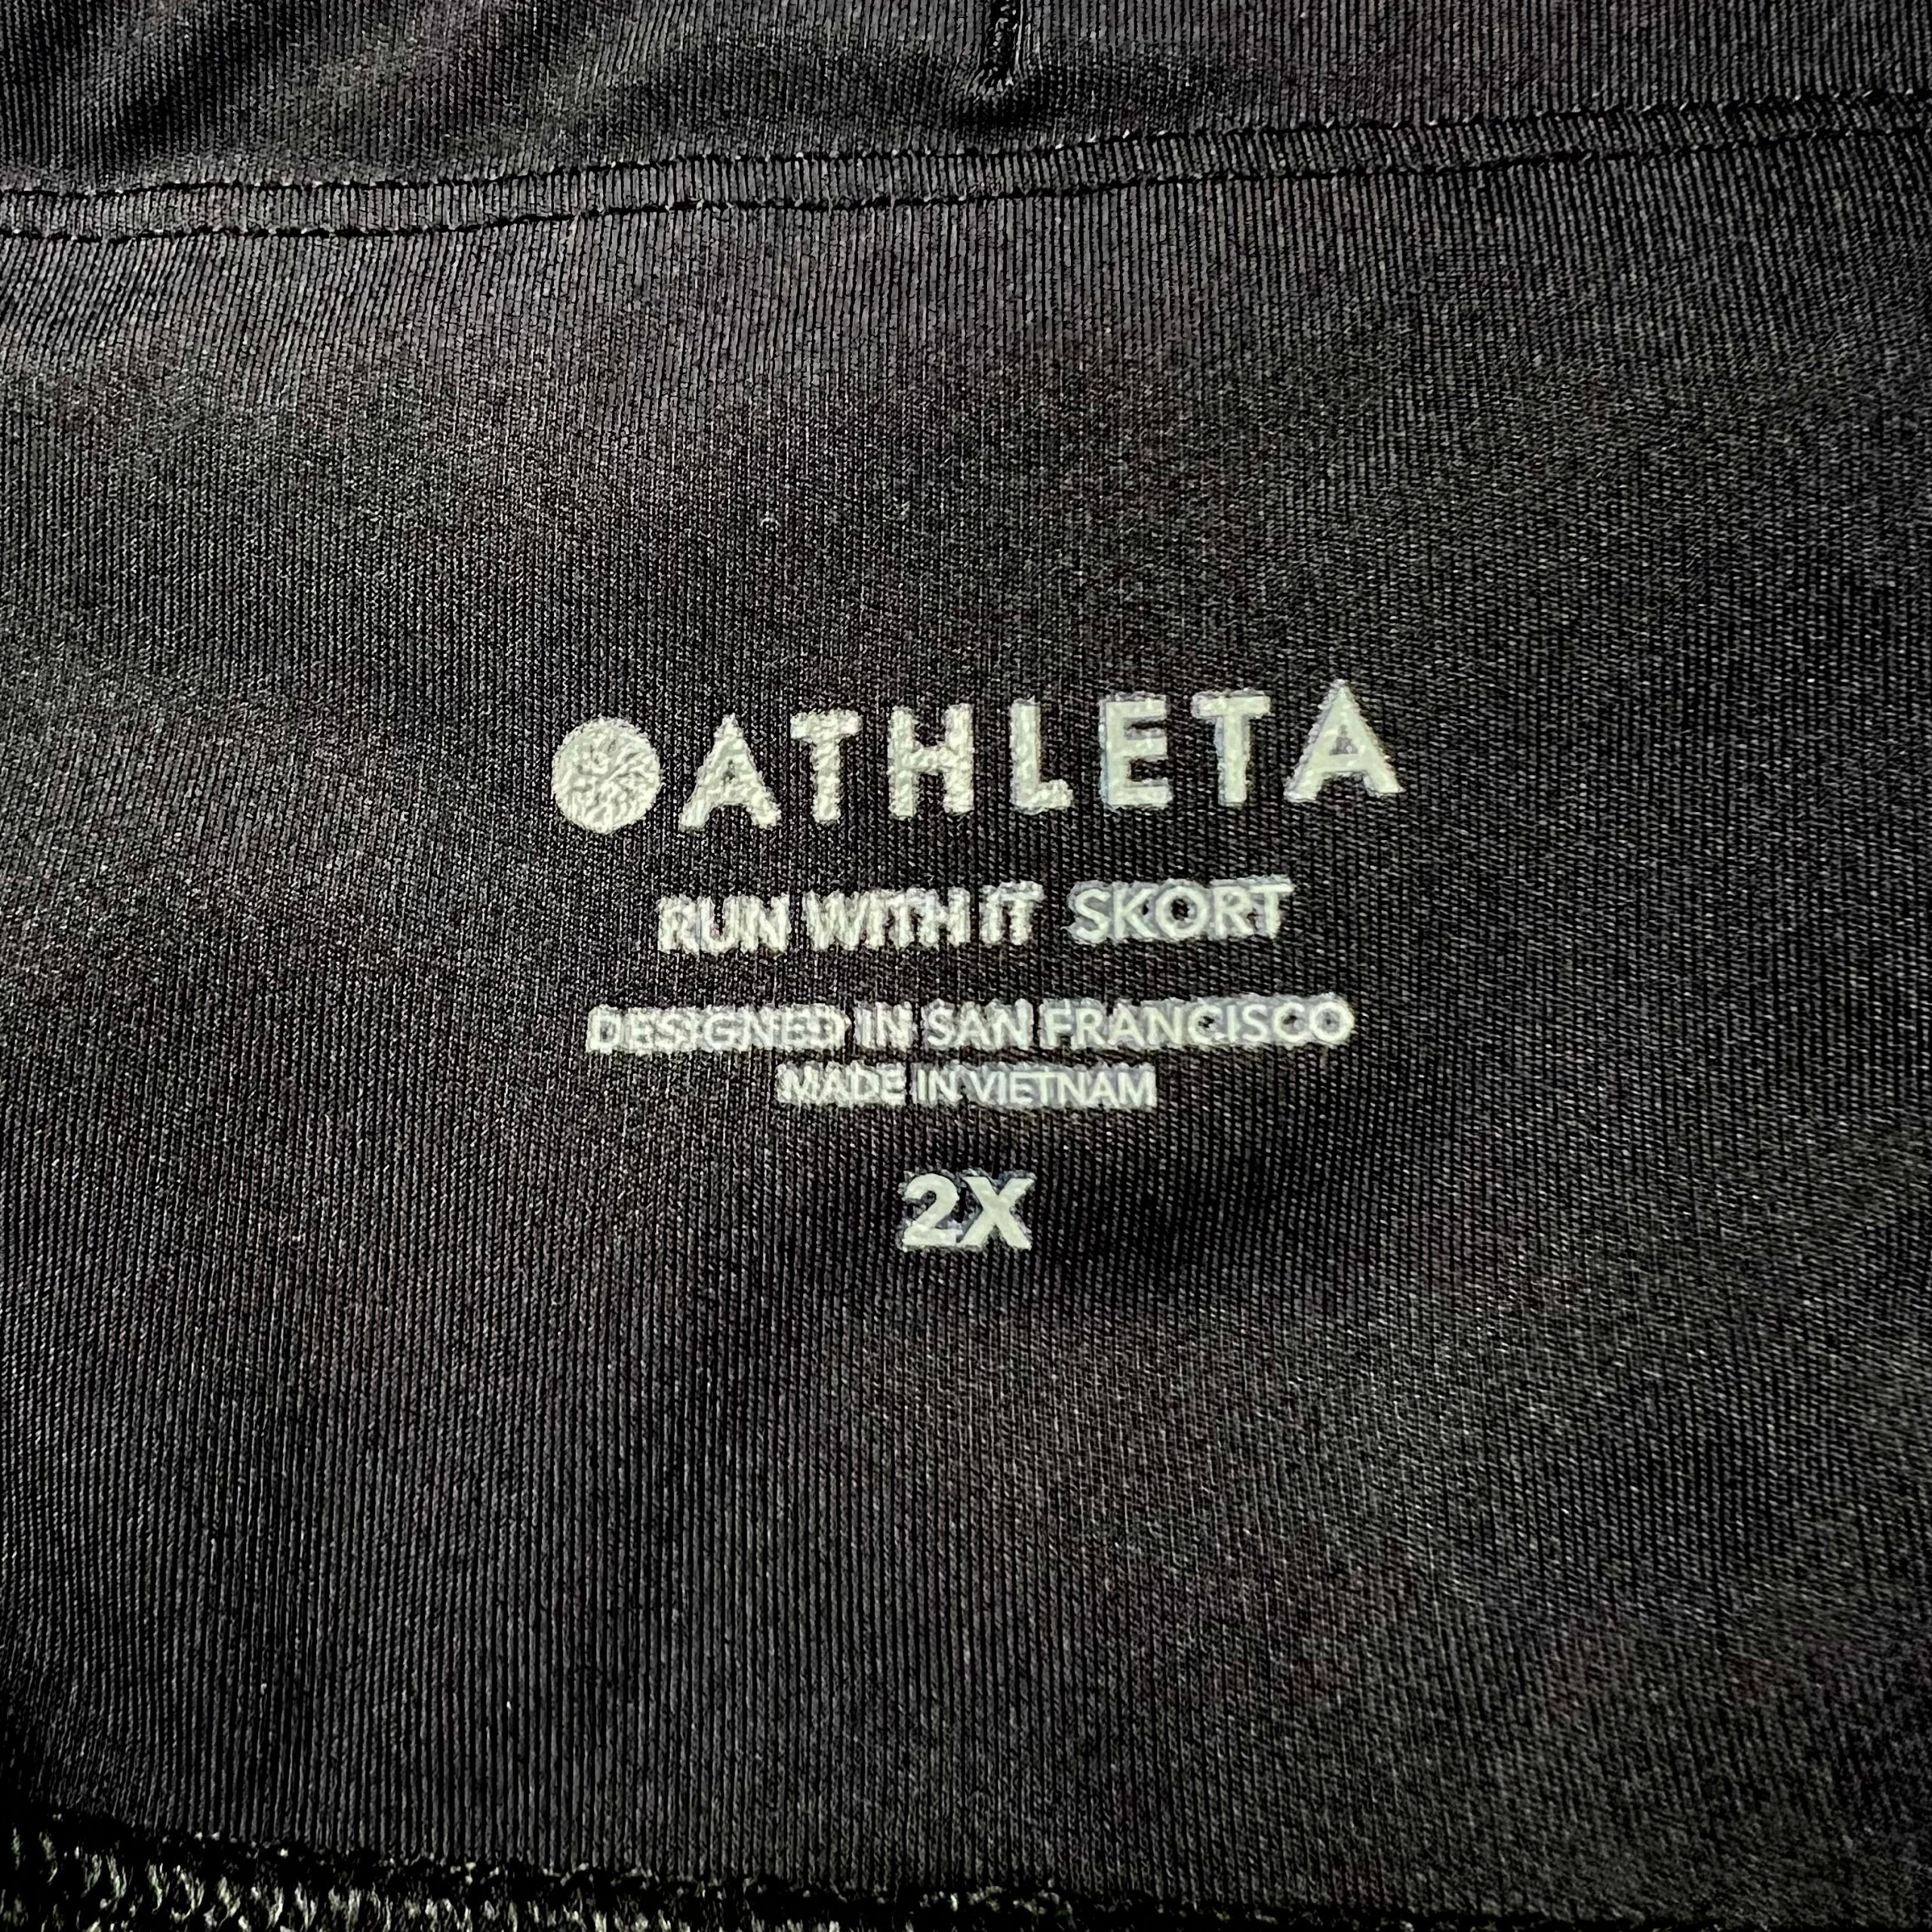 ATHLETA
RUN WITH IT SKORT
DESIGNED IN SAN FRANCISCO
MADE IN VIETNAM
2X